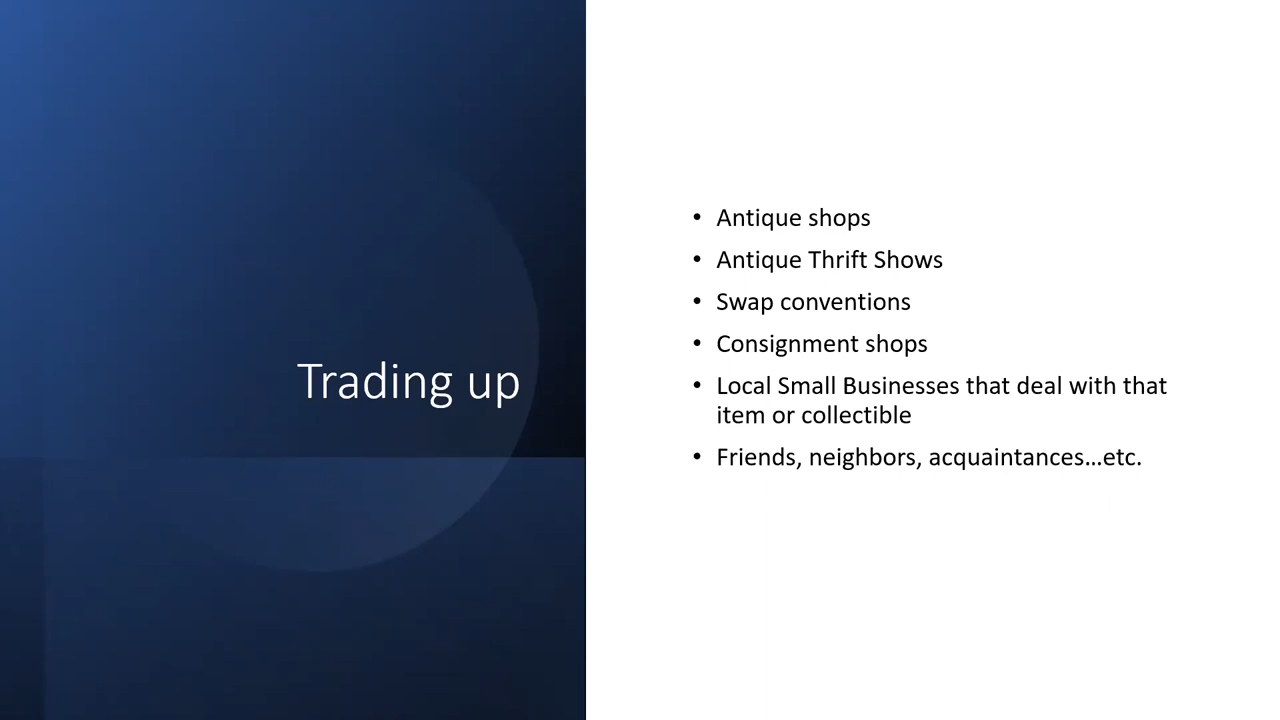 Trading up
• Antique shops
• Antique Thrift Shows
• Swap conventions
• Consignment shops
• Local Small Businesses that deal with that
item or collectible
• Friends, neighbors, acquaintances…etc.